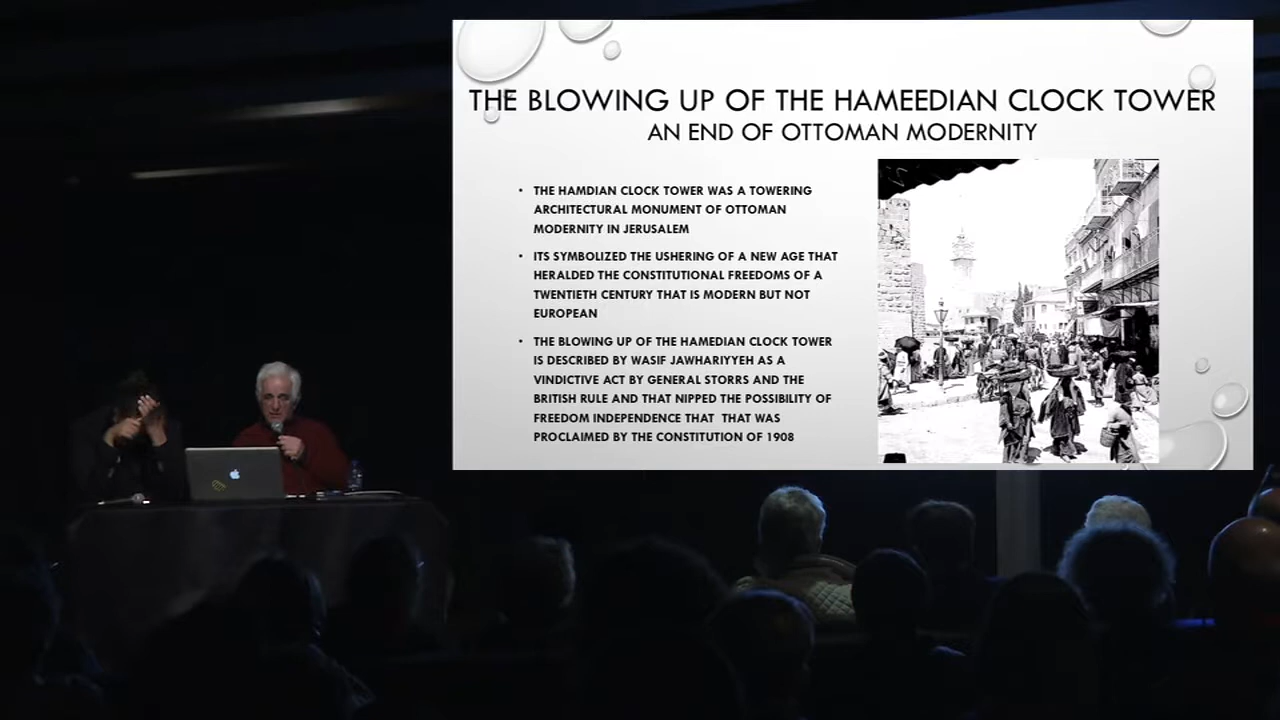 THE BLOWING UP OF THE HAMEEDIAN CLOCK TOWER
AN END OF OTTOMAN MODERNITY
• THE HAMDIAN CLOCK TOWER WAS A TOWERING
ARCHITECTURAL MONUMENT OF OTTOMAN
MODERNITY IN JERUSALEM
• ITS SYMBOLIZED THE USHERING OF A NEW AGE THAT
HERALDED THE CONSTITUTIONAL FREEDOMS OF A
TWENTIETH CENTURY THAT IS MODERN BUT NOT
EUROPEAN
• THE BLOWING UP OF THE HAMEDIAN CLOCK TOWER
IS DESCRIBED BY WASIF JAWHARIYYEH AS A
VINDICTIVE ACT BY GENERAL STORRS AND THE
BRITISH RULE AND THAT NIPPED THE POSSIBILITY OF
FREEDOM INDEPENDENCE THAT THAT WAS
PROCLAIMED BY THE CONSTITUTION OF 1908